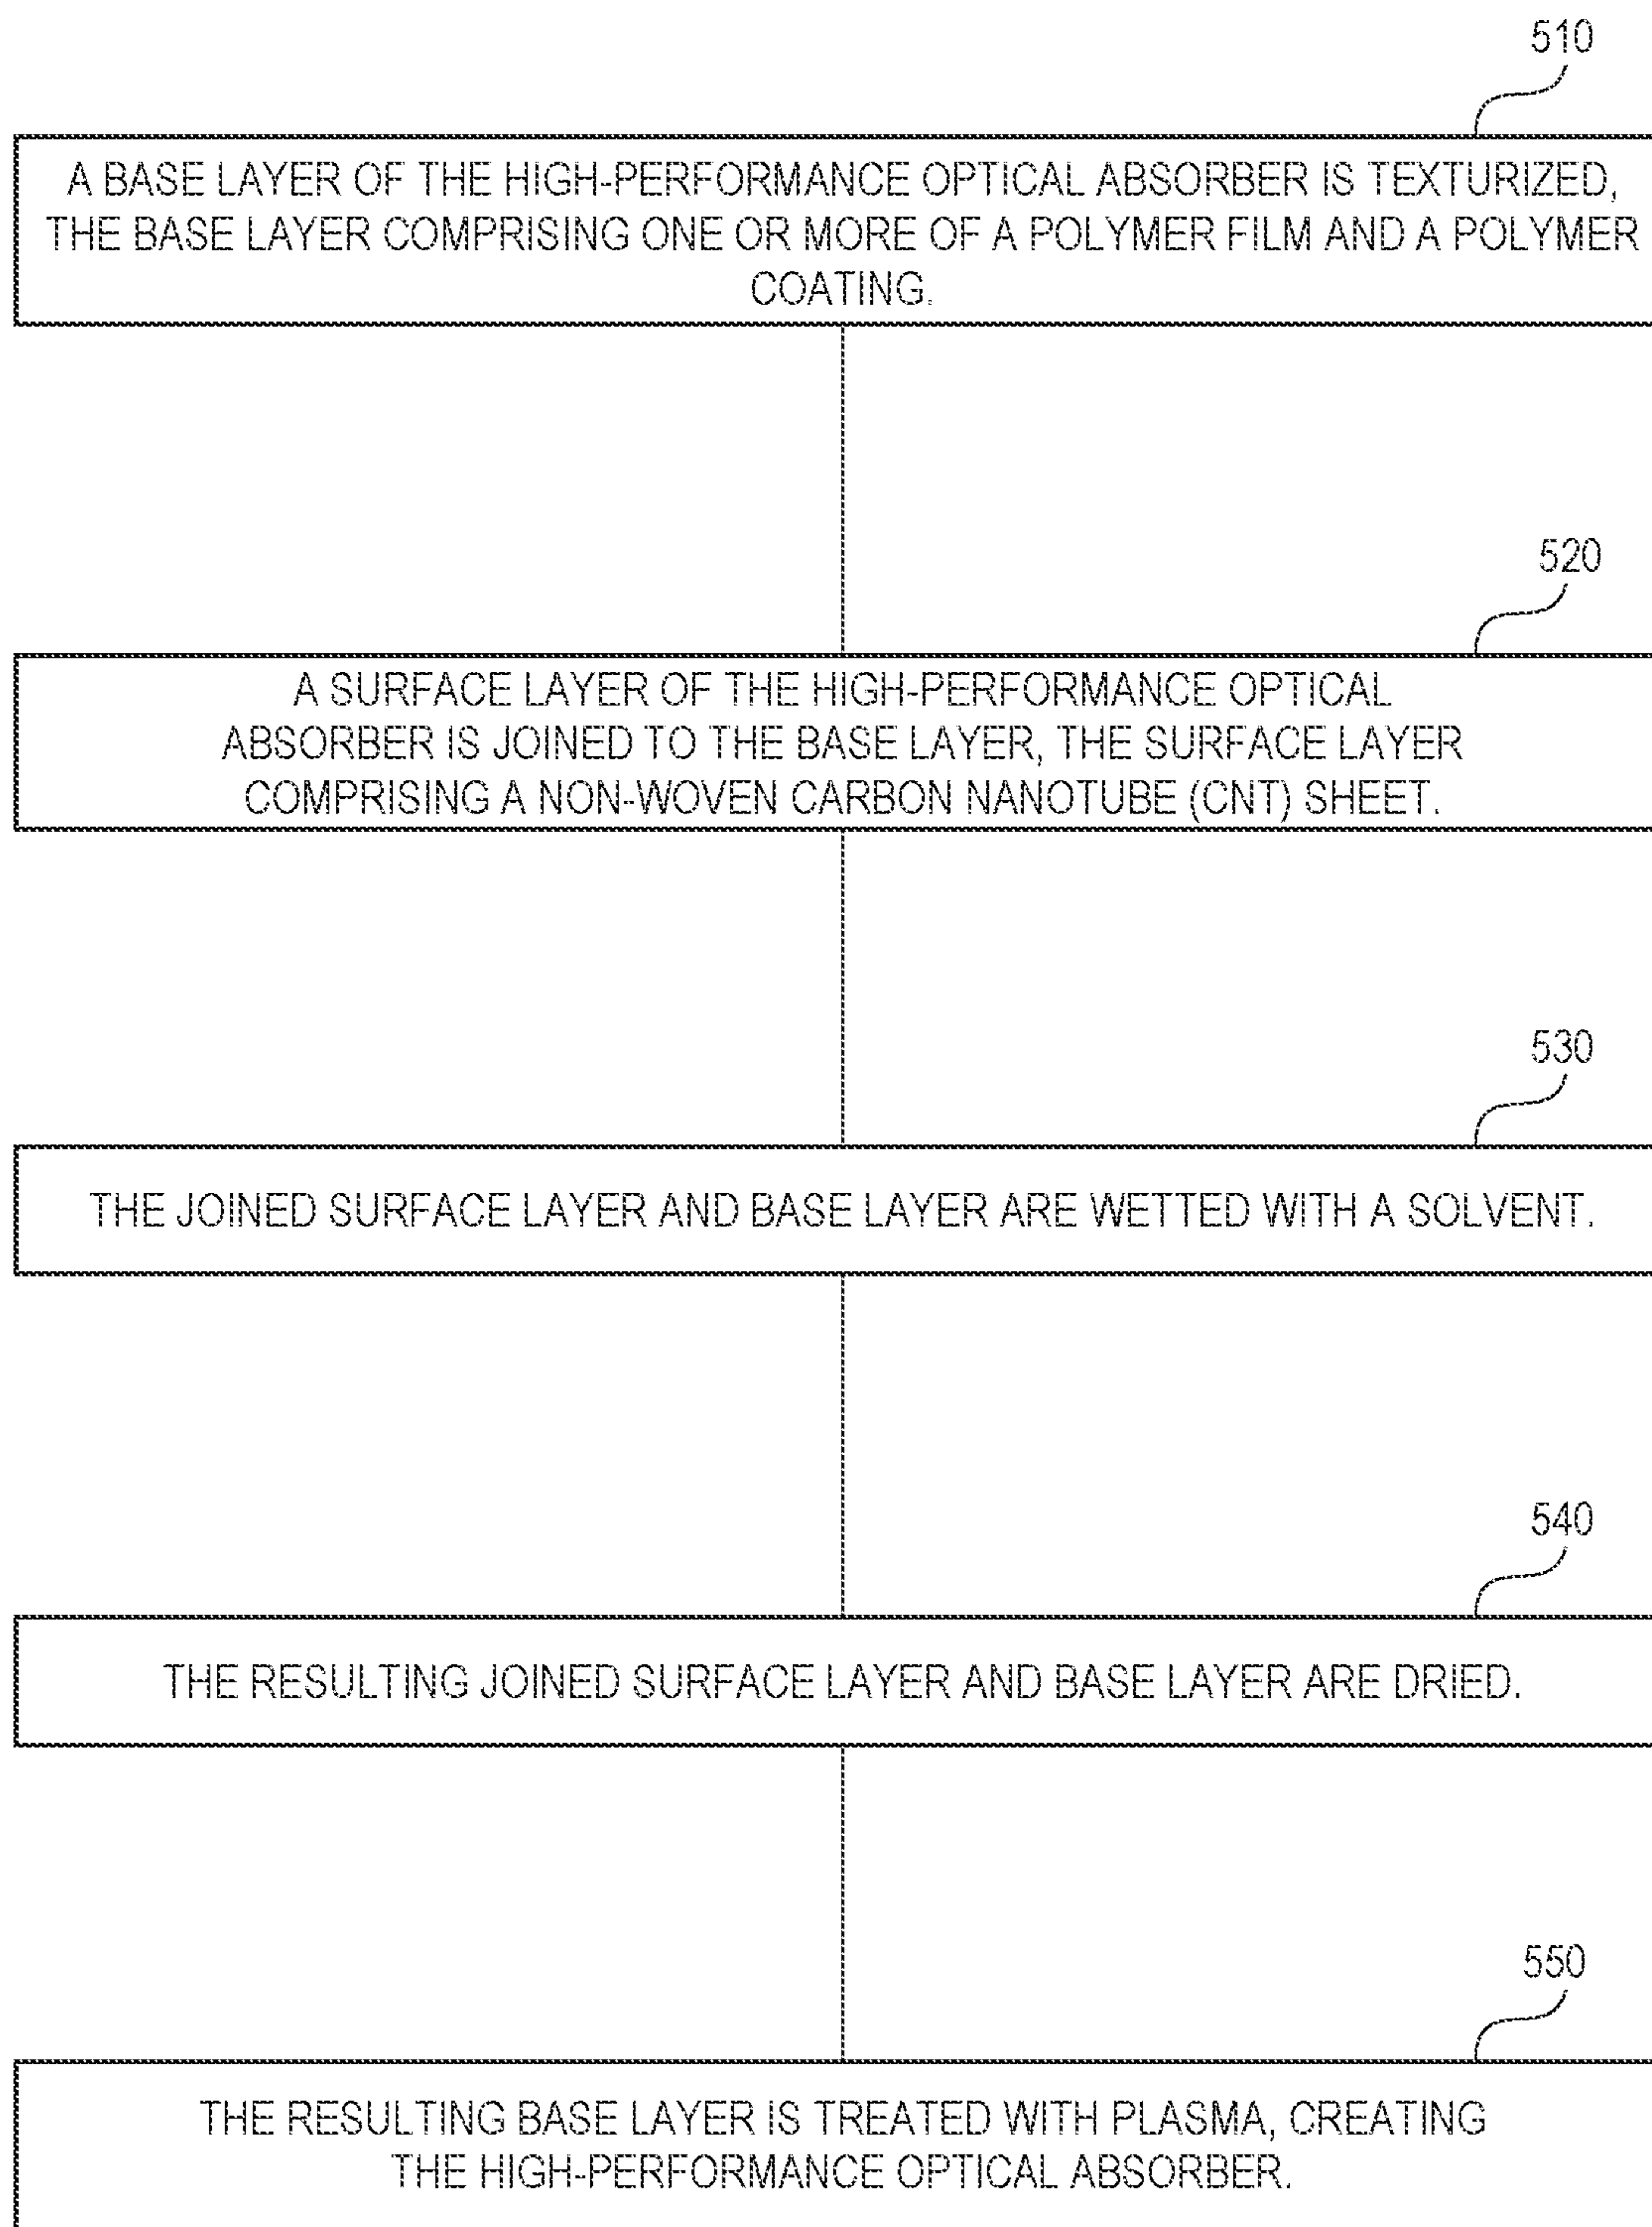 510
A BASE LAYER OF THE HIGH-PERFORMANCE OPTICAL ABSORBER IS TEXTURIZED,
THE BASE LAYER COMPRISING ONE OR MORE OF A POLYMER FILM AND A POLYMER
COATING.
520
A SURFACE LAYER OF THE HIGH-PERFORMANCE OPTICAL
ABSORBER IS JOINED TO THE BASE LAYER, THE SURFACE LAYER
COMPRISING A NON-WOVEN CARBON NANOTUBE (CNT) SHEET.
530
THE JOINED SURFACE LAYER AND BASE LAYER ARE WETTED WITH A SOLVENT.
540
THE RESULTING JOINED SURFACE LAYER AND BASE LAYER ARE DRIED.
550
THE RESULTING BASE LAYER IS TREATED WITH PLASMA, CREATING
THE HIGH-PERFORMANCE OPTICAL ABSORBER.